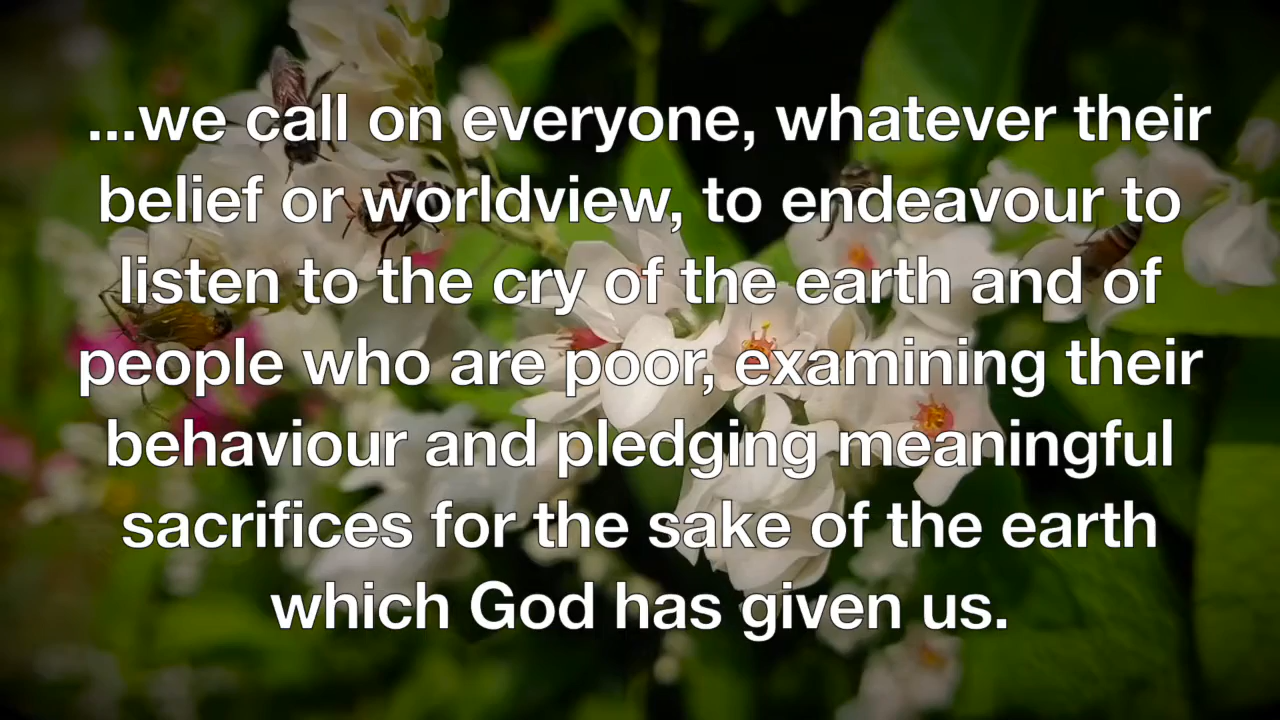 ...we call on everyone, whatever their
belief or worldview, to endeavour to
listen to the cry of the earth and of
people who are poor, examining their
behaviour and pledging meaningful
sacrifices for the sake of the earth
which God has given us.